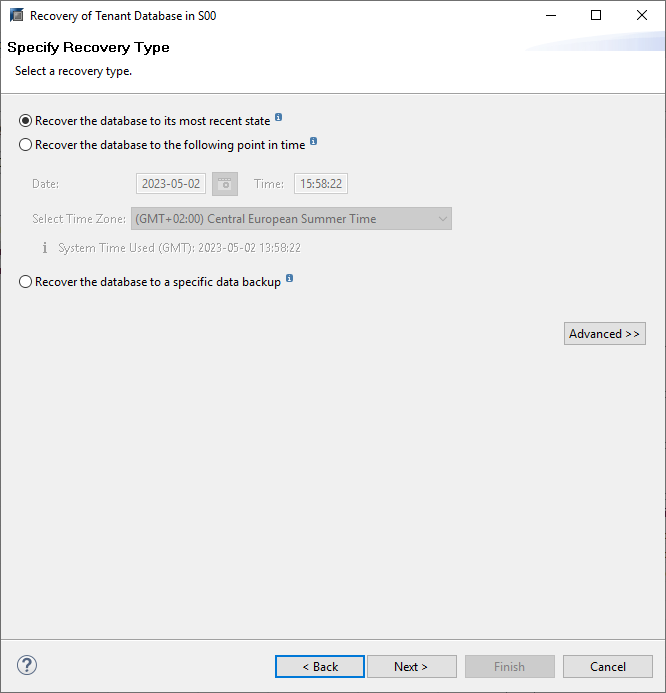 Recovery of Tenant Database in S00
Specify Recovery Type
Select a recovery type.
Recover the database to its most recent state
Recover the database to the following point in time
Date: 2023-05-02 Time: 15:58:22
Select Time Zone: (GMT+02:00) Central European Summer Time
System Time Used (GMT): 2023-05-02 13:58:22
Recover the database to a specific data backup
Advanced >>
< Back Next > Finish Cancel